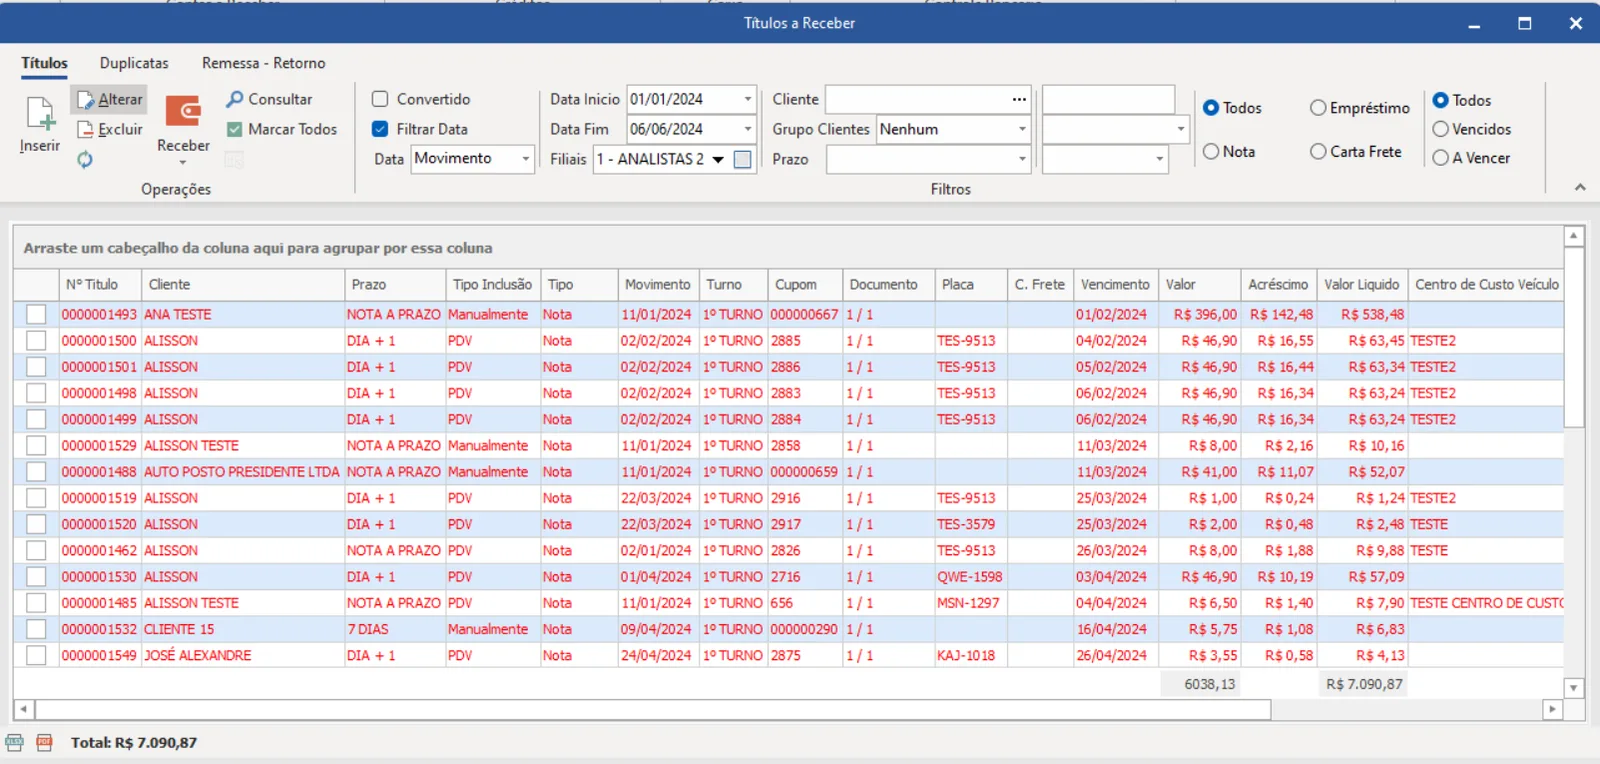 Títulos a Receber
Títulos Duplicatas Remessa - Retorno
Inserir
Alterar
Excluir
Receber
Consultar
Marcar Todos
Operações
Convertido
Filtrar Data
Data Movimento
Data Inicio 01/01/2024
Data Fim 06/06/2024
Filiais 1 - ANALISTAS 2
Cliente ...
Grupo Clientes Nenhum
Prazo
Todos Empréstimo
Nota Carta Frete
Todos
Vencidos
A Vencer
Filtros
Arraste um cabeçalho da coluna aqui para agrupar por essa coluna
Nº Titulo Cliente Prazo Tipo Inclusão Tipo Movimento Turno Cupom Documento Placa C. Frete Vencimento Valor Acréscimo Valor Liquido Centro de Custo Veículo
0000001493 ANA TESTE NOTA A PRAZO Manualmente Nota 11/01/2024 1º TURNO 000000667 1 / 1 01/02/2024 R$ 396,00 R$ 142,48 R$ 538,48
0000001500 ALISSON DIA + 1 PDV Nota 02/02/2024 1º TURNO 2885 1 / 1 TES-9513 04/02/2024 R$ 46,90 R$ 16,55 R$ 63,45 TESTE2
0000001501 ALISSON DIA + 1 PDV Nota 02/02/2024 1º TURNO 2886 1 / 1 TES-9513 05/02/2024 R$ 46,90 R$ 16,44 R$ 63,34 TESTE2
0000001498 ALISSON DIA + 1 PDV Nota 02/02/2024 1º TURNO 2883 1 / 1 TES-9513 06/02/2024 R$ 46,90 R$ 16,34 R$ 63,24 TESTE2
0000001499 ALISSON DIA + 1 PDV Nota 02/02/2024 1º TURNO 2884 1 / 1 TES-9513 06/02/2024 R$ 46,90 R$ 16,34 R$ 63,24 TESTE2
0000001529 ALISSON TESTE NOTA A PRAZO Manualmente Nota 11/01/2024 1º TURNO 2858 1 / 1 11/03/2024 R$ 8,00 R$ 2,16 R$ 10,16
0000001488 AUTO POSTO PRESIDENTE LTDA NOTA A PRAZO Manualmente Nota 11/01/2024 1º TURNO 000000659 1 / 1 11/03/2024 R$ 41,00 R$ 11,07 R$ 52,07
0000001519 ALISSON DIA + 1 PDV Nota 22/03/2024 1º TURNO 2916 1 / 1 TES-9513 25/03/2024 R$ 1,00 R$ 0,24 R$ 1,24 TESTE2
0000001520 ALISSON DIA + 1 PDV Nota 22/03/2024 1º TURNO 2917 1 / 1 TES-3579 25/03/2024 R$ 2,00 R$ 0,48 R$ 2,48 TESTE
0000001462 ALISSON NOTA A PRAZO PDV Nota 02/01/2024 1º TURNO 2826 1 / 1 TES-9513 26/03/2024 R$ 8,00 R$ 1,88 R$ 9,88 TESTE
0000001530 ALISSON DIA + 1 PDV Nota 01/04/2024 1º TURNO 2716 1 / 1 QWE-1598 03/04/2024 R$ 46,90 R$ 10,19 R$ 57,09
0000001485 ALISSON TESTE NOTA A PRAZO PDV Nota 11/01/2024 1º TURNO 656 1 / 1 MSN-1297 04/04/2024 R$ 6,50 R$ 1,40 R$ 7,90 TESTE CENTRO DE CUSTO
0000001532 CLIENTE 15 7 DIAS Manualmente Nota 09/04/2024 1º TURNO 000000290 1 / 1 16/04/2024 R$ 5,75 R$ 1,08 R$ 6,83
0000001549 JOSÉ ALEXANDRE DIA + 1 PDV Nota 24/04/2024 1º TURNO 2875 1 / 1 KAJ-1018 26/04/2024 R$ 3,55 R$ 0,58 R$ 4,13
6038,13 R$ 7.090,87
Total: R$ 7.090,87